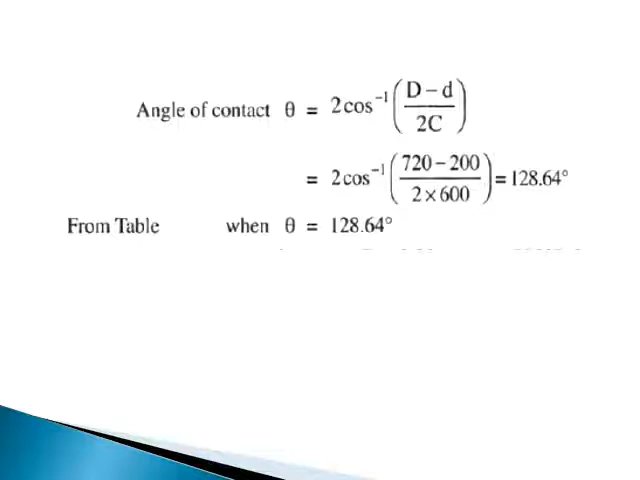 Angle of contact θ = 2cos⁻¹((D – d)/2C)
= 2cos⁻¹((720 – 200)/(2 × 600)) = 128.64°
From Table when θ = 128.64°